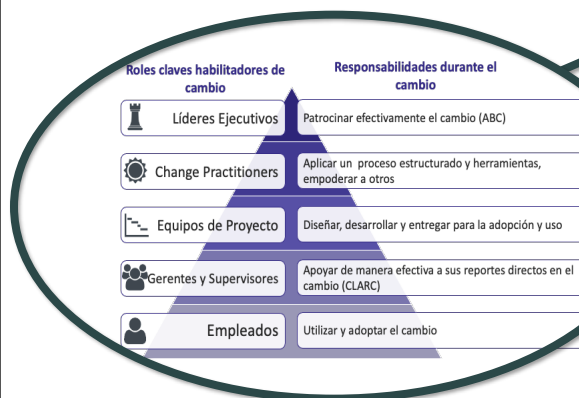 Roles claves habilitadores de
cambio
Responsabilidades durante el
cambio
Líderes Ejecutivos
Patrocinar efectivamente el cambio (ABC)
Change Practitioners
Aplicar un proceso estructurado y herramientas,
empoderar a otros
Equipos de Proyecto
Diseñar, desarrollar y entregar para la adopción y uso
Gerentes y Supervisores
Apoyar de manera efectiva a sus reportes directos en el
cambio (CLARC)
Empleados
Utilizar y adoptar el cambio